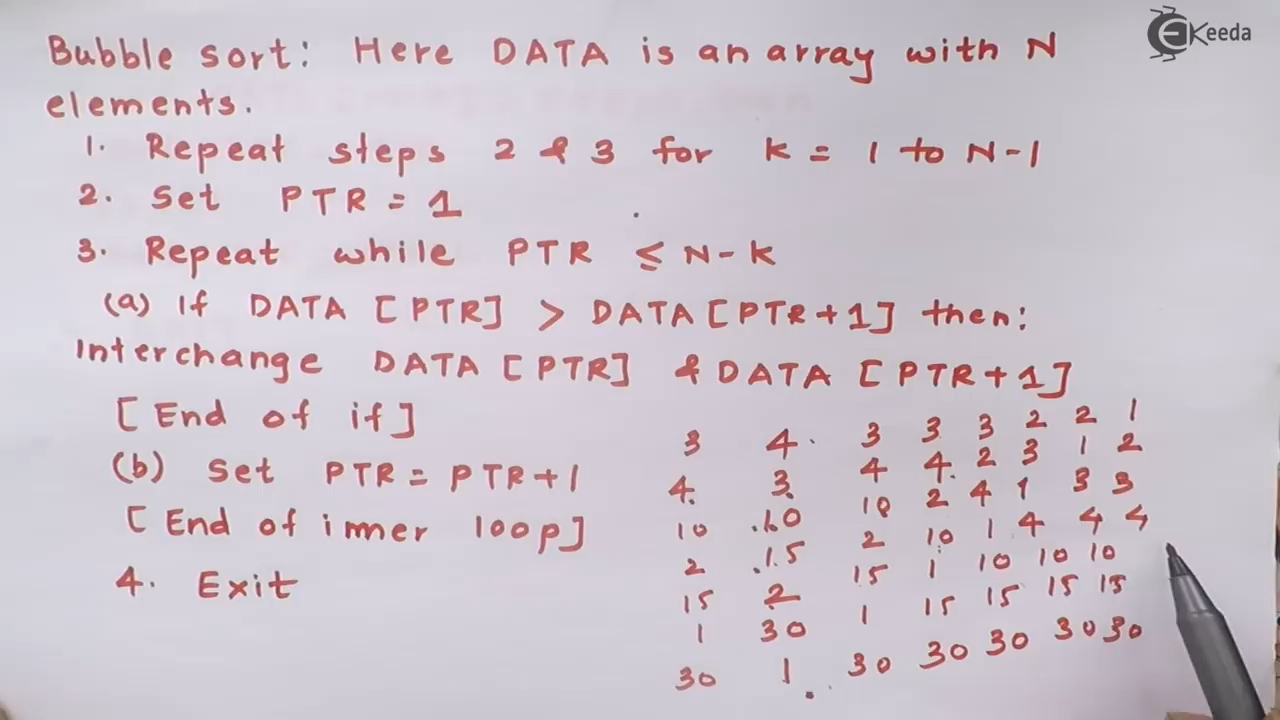 EKeeda
Bubble sort: Here DATA is an array with N
elements.
1. Repeat steps 2 & 3 for K = 1 to N-1
2. Set PTR = 1
3. Repeat while PTR ≤ N-K
(a) If DATA [PTR] > DATA[PTR+1] then:
Interchange DATA [PTR] & DATA [PTR+1]
[End of if]
(b) Set PTR = PTR+1
[End of inner loop]
4. Exit
3 4 3 3 3 2 2 1
4 3 4 4 2 3 1 2
10 10 10 2 4 1 3 3
2 15 2 10 1 4 4 4
15 2 15 1 10 10 10
1 30 1 15 15 15 15
30 1 30 30 30 30 30